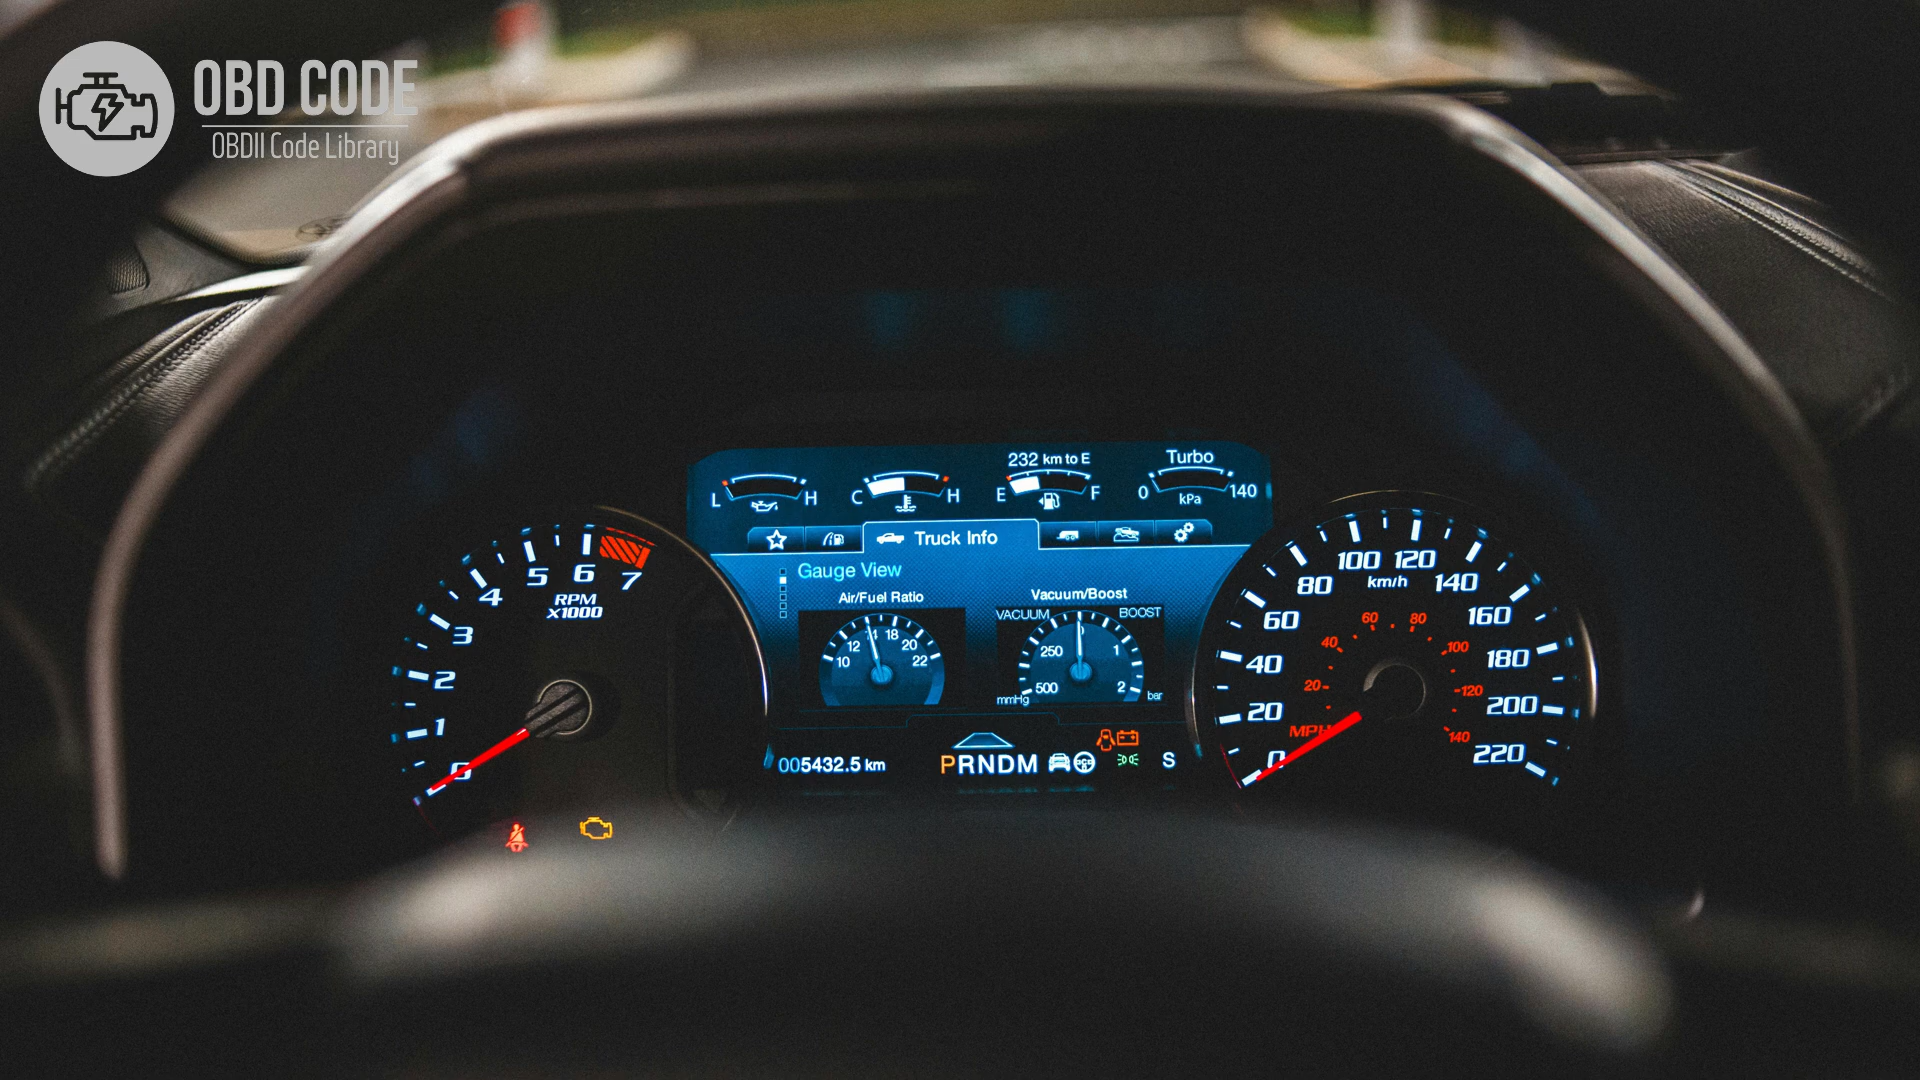 OBD CODE
OBDII Code Library
232 km to E
Turbo
L H C H E F 0 140
kPa
Truck Info
Gauge View
Air/Fuel Ratio
Vacuum/Boost
VACUUM BOOST
10 12 14 18 20 22
500 250 0 1 2
mmHg bar
0 1 2 3 4 5 6 7
RPM
X1000
0 20 40 60 80 100 120 140 160 180 200 220
km/h
20 40 60 80 100 120 140
MPH
005432.5 km
PRNDM
S